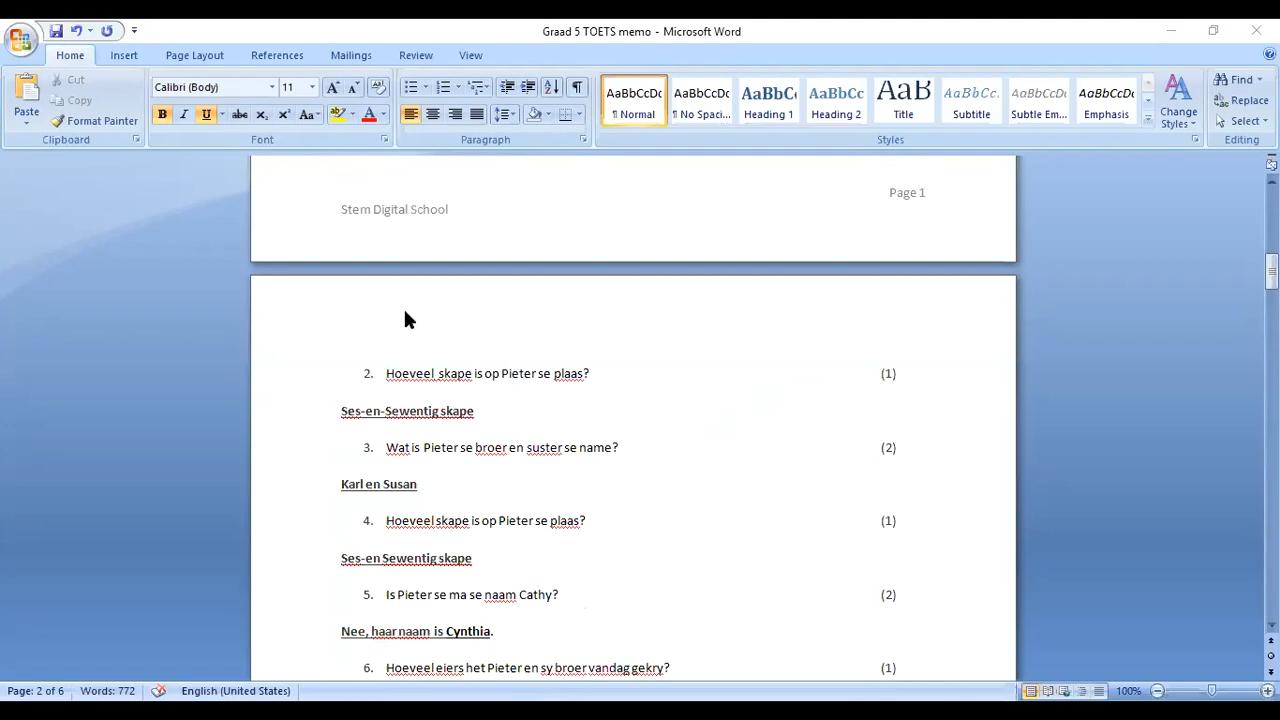 Graad 5 TOETS memo - Microsoft Word
Home Insert Page Layout References Mailings Review View
Paste Cut Copy Format Painter Clipboard
Calibri (Body) 11 Font
Paragraph
AaBbCcDc ¶ Normal AaBbCcDc ¶ No Spaci... AaBbC Heading 1 AaBbCc Heading 2 AaB Title AaBbCc. Subtitle AaBbCcDc Subtle Em... AaBbCcDc Emphasis Change Styles Styles
Find Replace Select Editing
Page 1
Stem Digital School
2. Hoeveel skape is op Pieter se plaas? (1)
Ses-en-Sewentig skape
3. Wat is Pieter se broer en suster se name? (2)
Karl en Susan
4. Hoeveel skape is op Pieter se plaas? (1)
Ses-en Sewentig skape
5. Is Pieter se ma se naam Cathy? (2)
Nee, haar naam is Cynthia.
6. Hoeveel eiers het Pieter en sy broer vandag gekry? (1)
Page: 2 of 6 Words: 772 English (United States) 100%